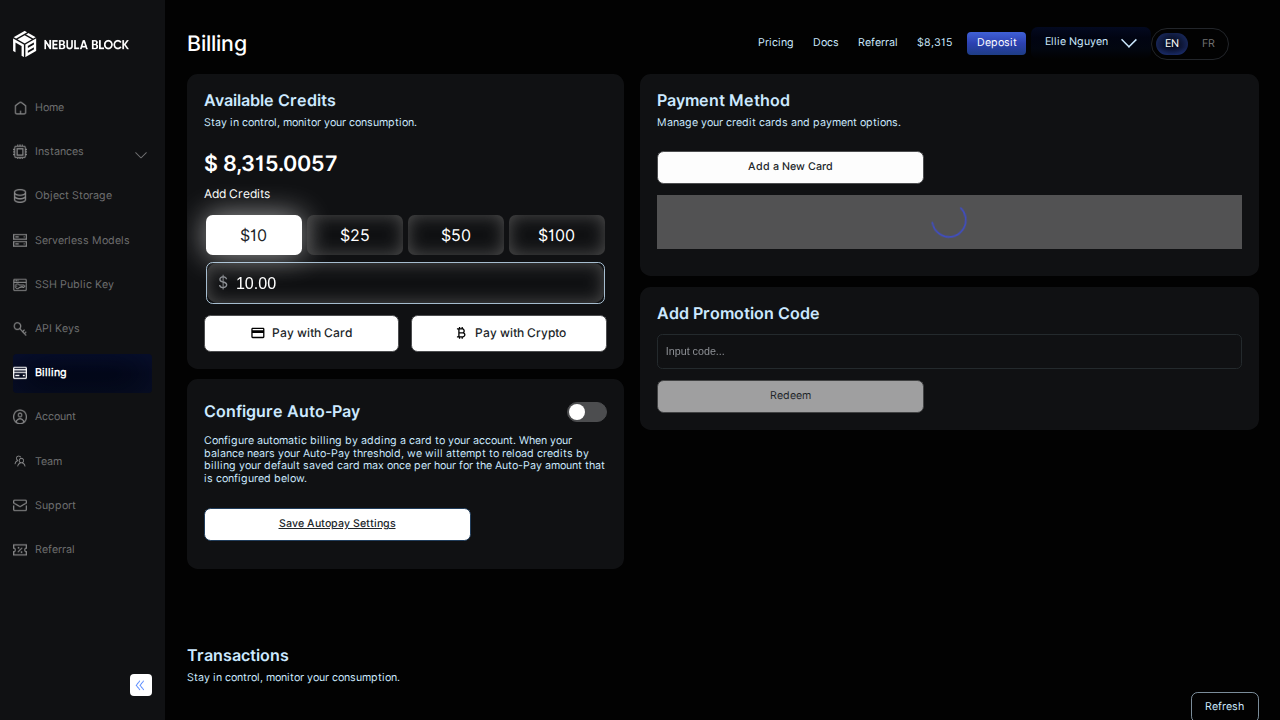 NEBULA BLOCK
Home
Instances
Object Storage
Serverless Models
SSH Public Key
API Keys
Billing
Account
Team
Support
Referral
Billing
Pricing
Docs
Referral
$8,315
Deposit
Ellie Nguyen
EN
FR
Available Credits
Stay in control, monitor your consumption.
$ 8,315.0057
Add Credits
$10
$25
$50
$100
$ 10.00
Pay with Card
Pay with Crypto
Configure Auto-Pay
Configure automatic billing by adding a card to your account. When your
balance nears your Auto-Pay threshold, we will attempt to reload credits by
billing your default saved card max once per hour for the Auto-Pay amount that
is configured below.
Save Autopay Settings
Payment Method
Manage your credit cards and payment options.
Add a New Card
Add Promotion Code
Input code...
Redeem
Transactions
Stay in control, monitor your consumption.
Refresh